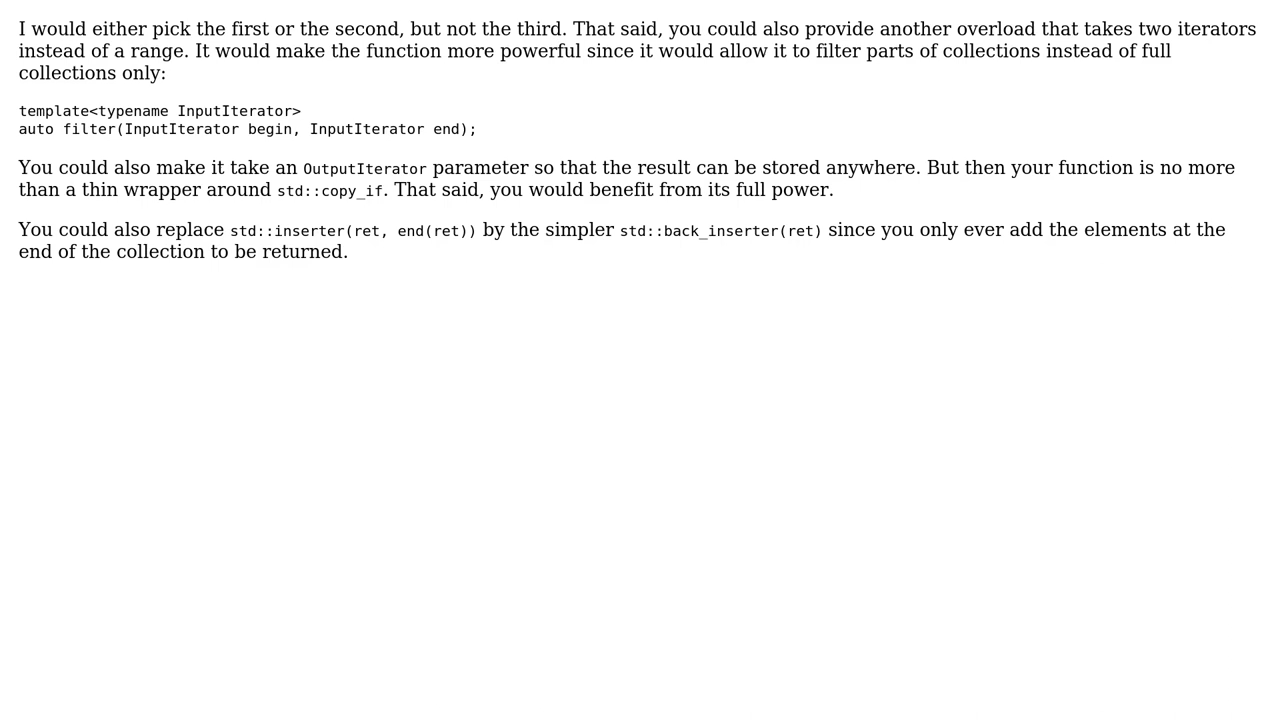 I would either pick the first or the second, but not the third. That said, you could also provide another overload that takes two iterators
instead of a range. It would make the function more powerful since it would allow it to filter parts of collections instead of full
collections only:
template<typename InputIterator>
auto filter(InputIterator begin, InputIterator end);
You could also make it take an OutputIterator parameter so that the result can be stored anywhere. But then your function is no more
than a thin wrapper around std::copy_if. That said, you would benefit from its full power.
You could also replace std::inserter(ret, end(ret)) by the simpler std::back_inserter(ret) since you only ever add the elements at the
end of the collection to be returned.